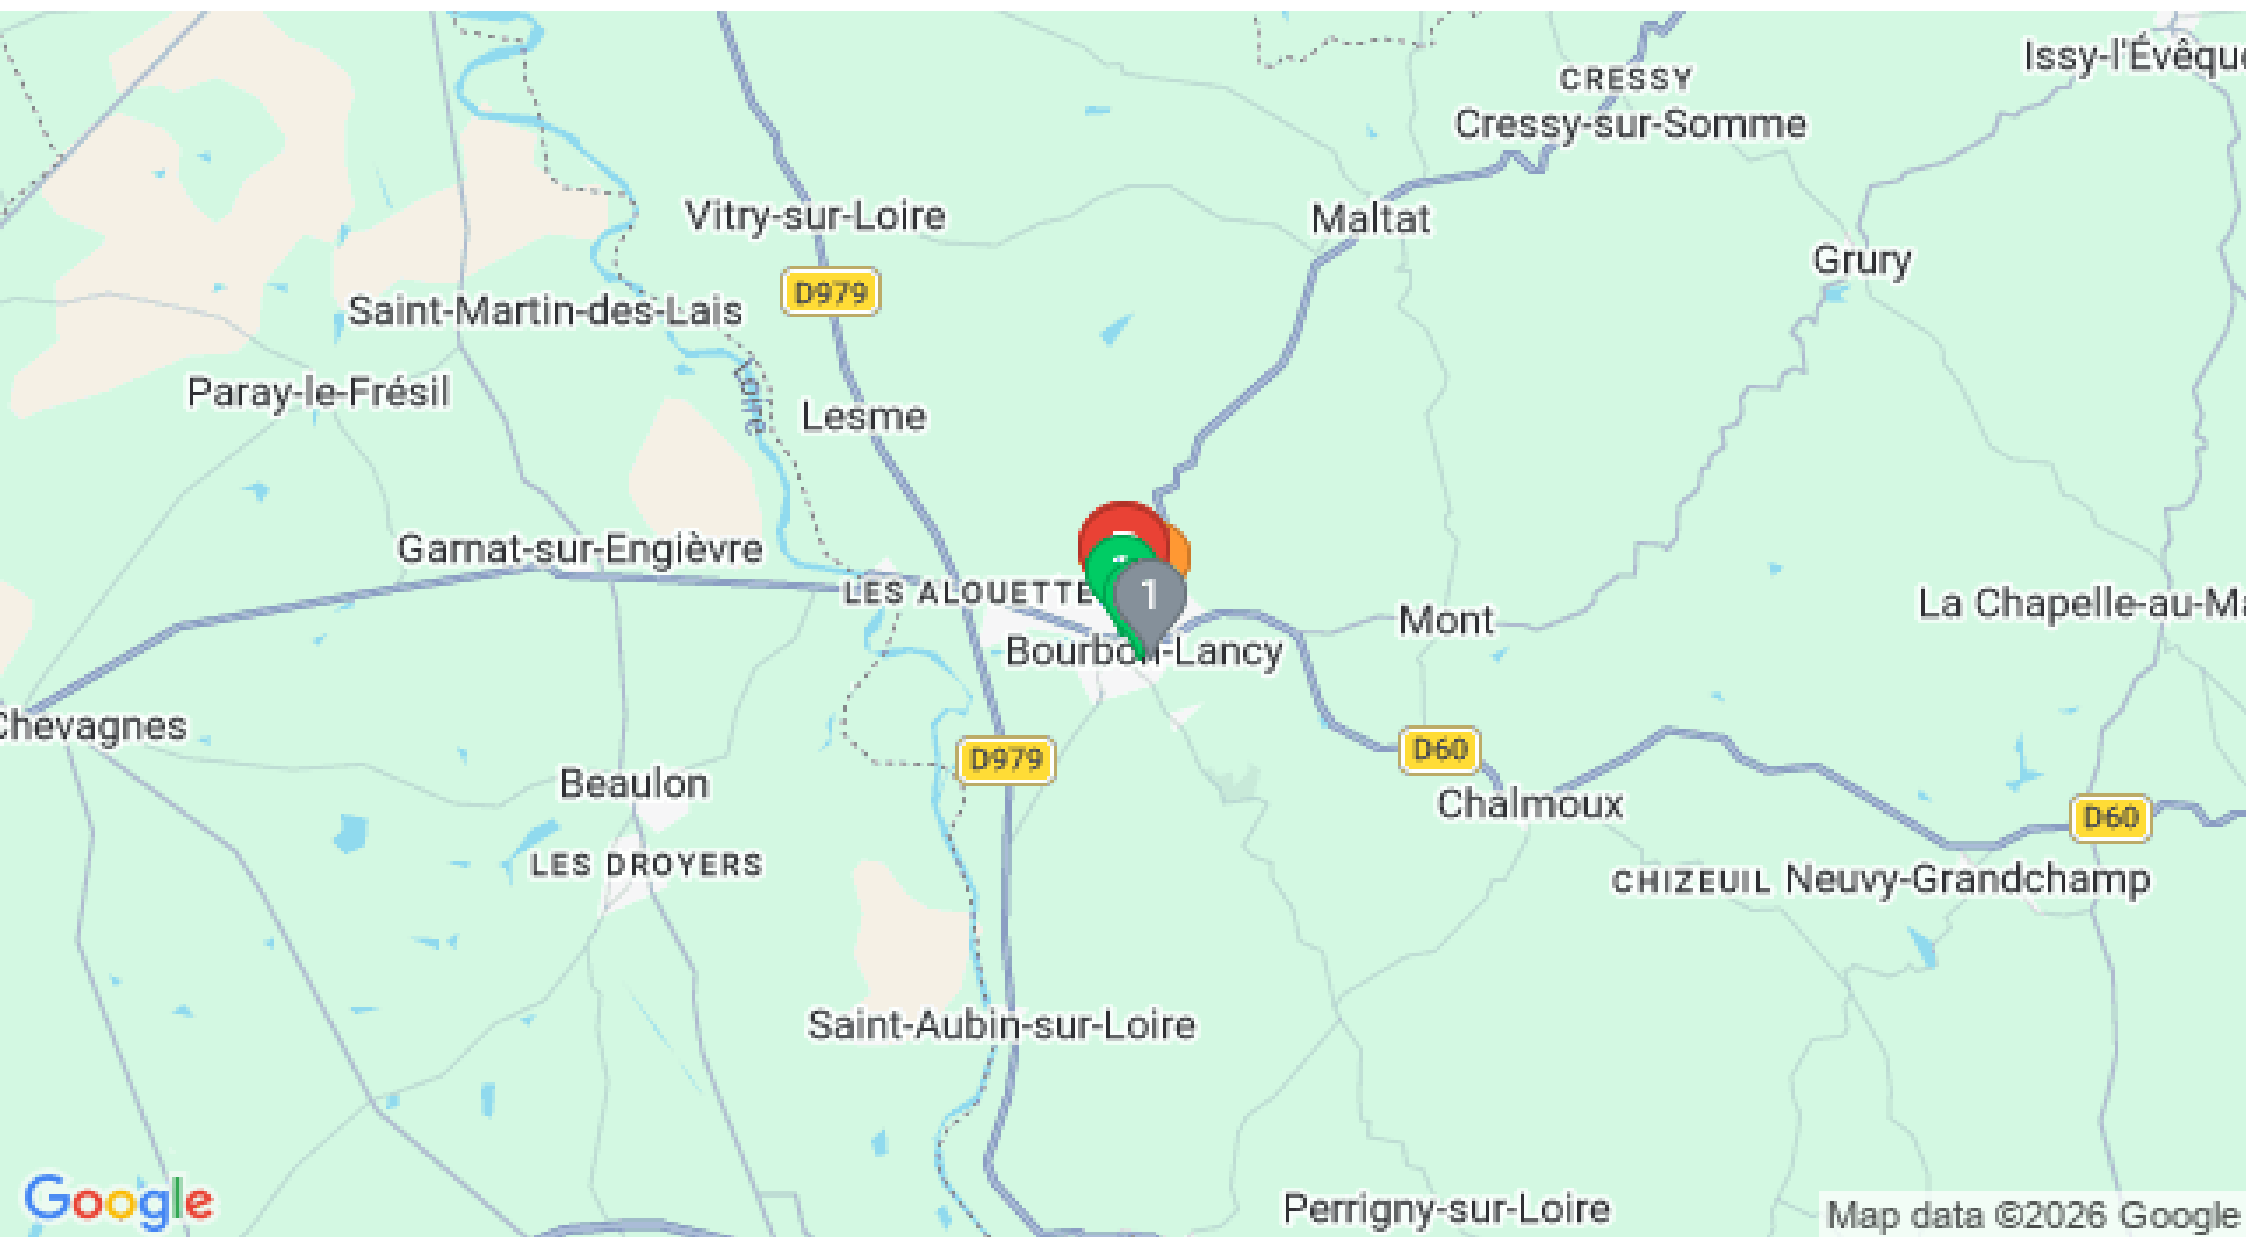 Issy-l'Évêque
CRESSY
Cressy-sur-Somme
Vitry-sur-Loire
Maltat
Grury
D979
Saint-Martin-des-Lais
Paray-le-Frésil
Loire
Lesme
Garnat-sur-Engièvre
LES ALOUETTE
1
La Chapelle-au-Ma
Mont
Bourbon-Lancy
Chevagnes
D60
D979
Beaulon
Chalmoux
D60
LES DROYERS
CHIZEUIL
Neuvy-Grandchamp
Saint-Aubin-sur-Loire
Perrigny-sur-Loire
Google
Map data ©2026 Google